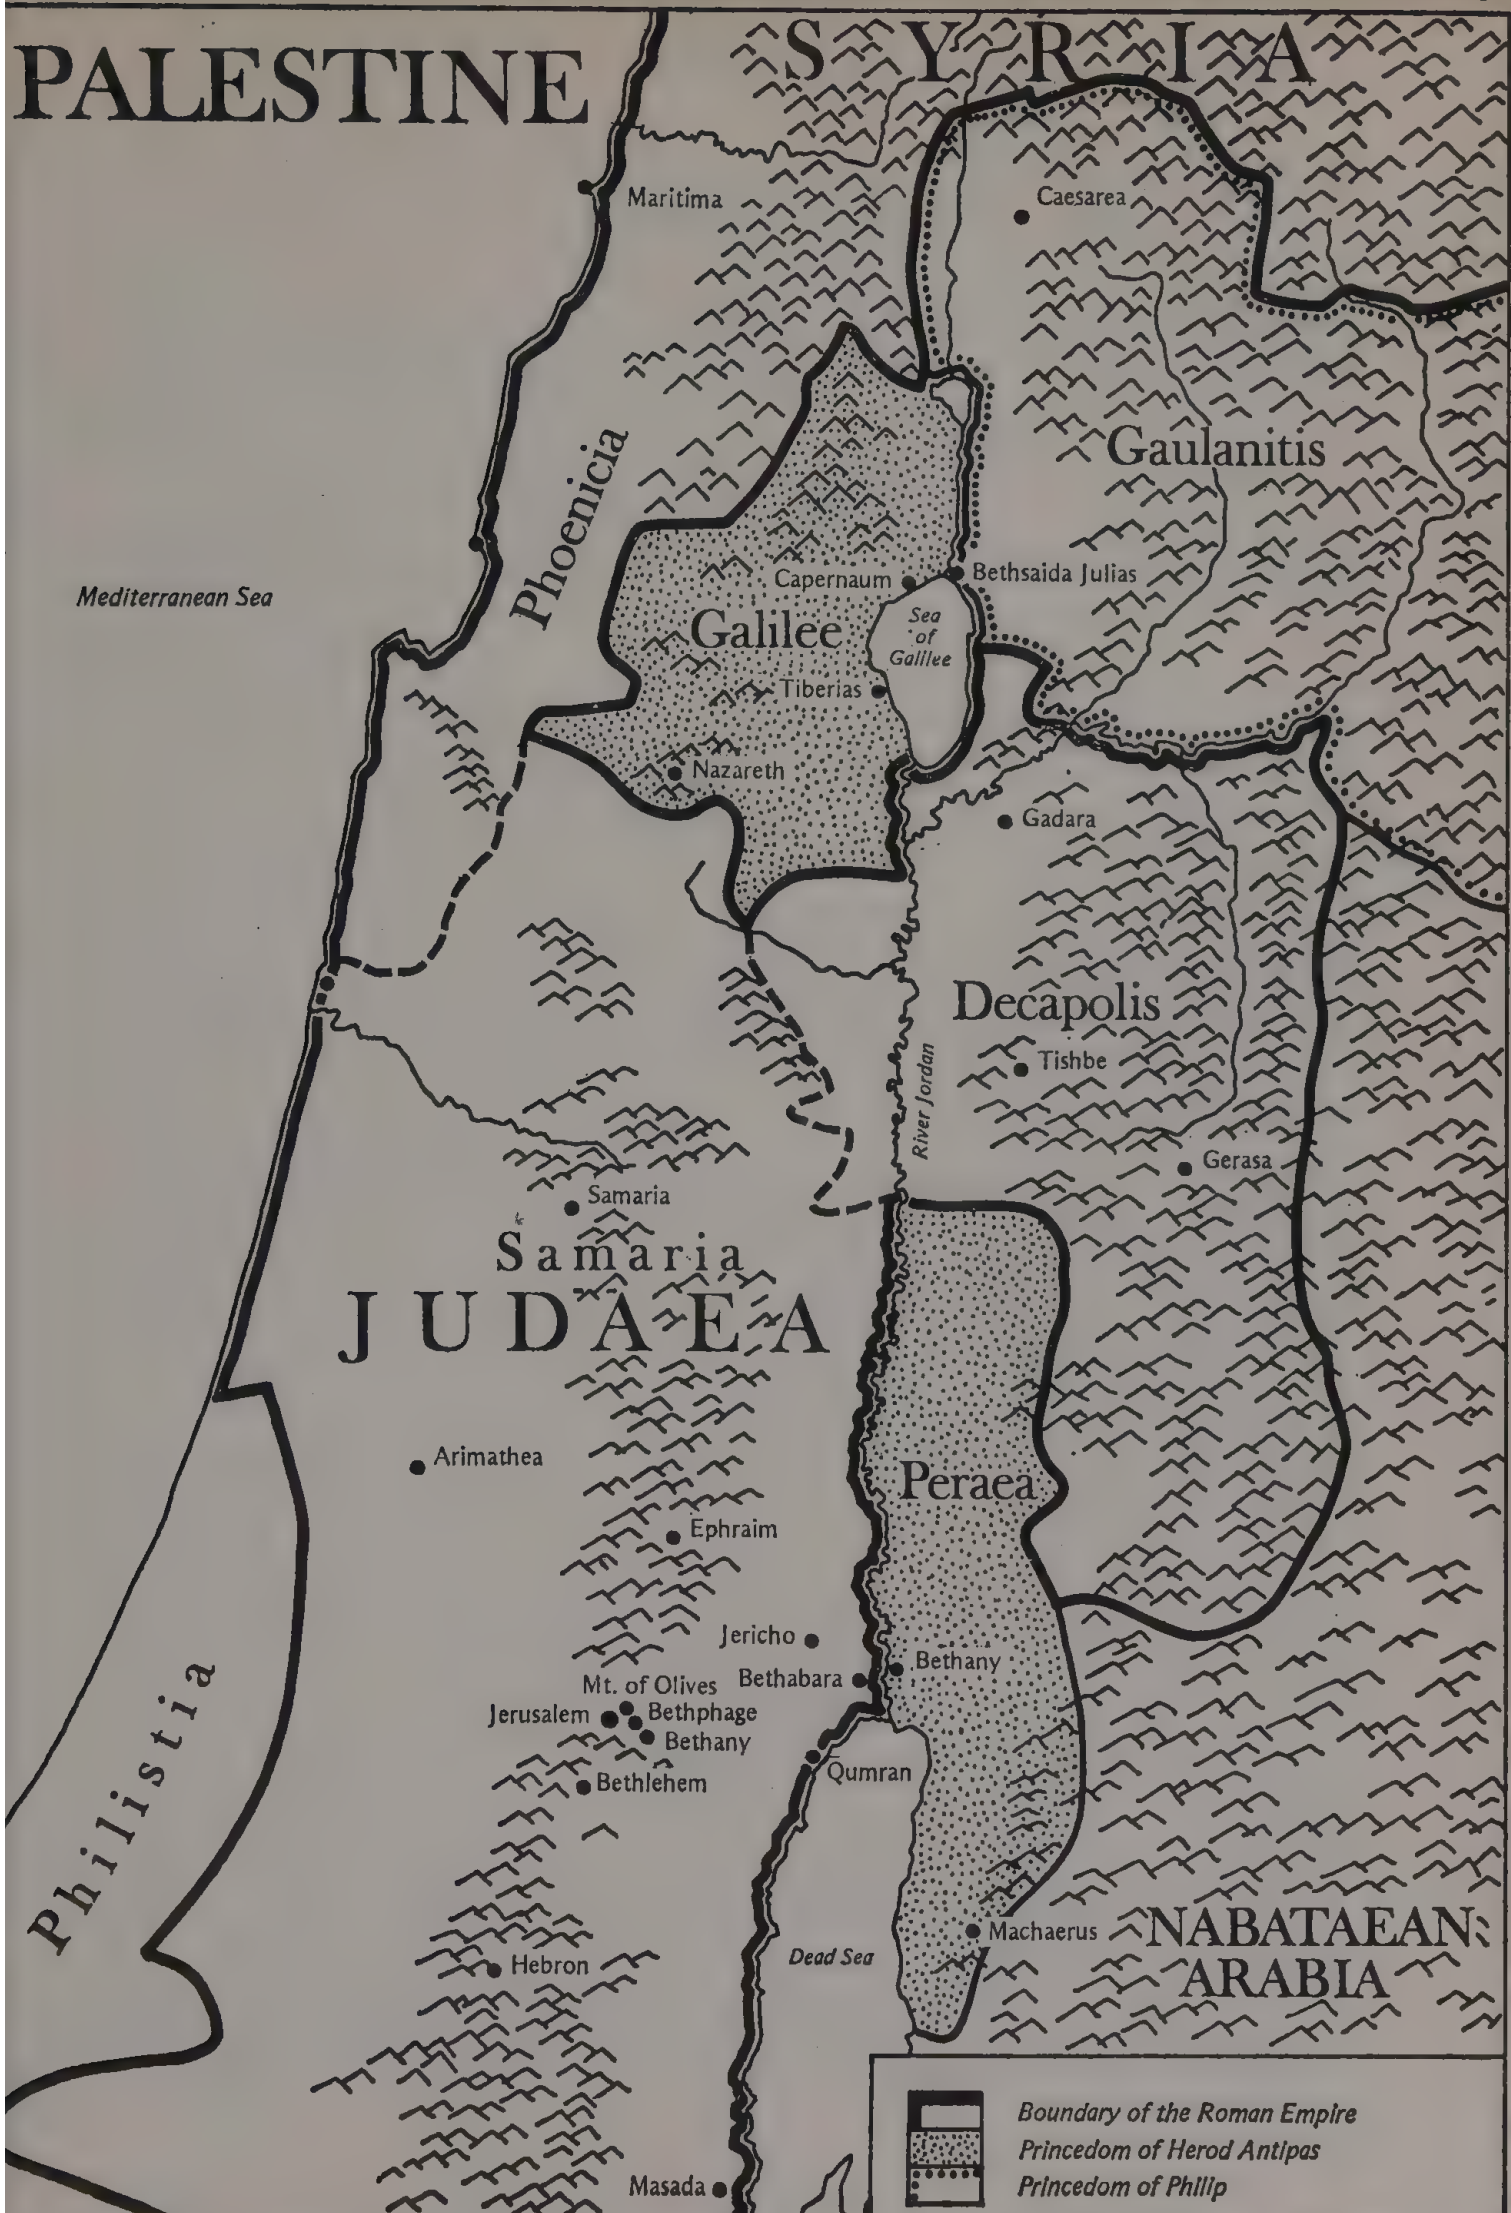 PALESTINE
SYRIA
Maritima
Caesarea
Phoenicia
Gaulanitis
Mediterranean Sea
Capernaum
Bethsaida Julias
Galilee
Sea
of
Galilee
Tiberias
Nazareth
Gadara
Decapolis
River Jordan
Tishbe
Gerasa
Samaria
Samaria
JUDAEA
Arimathea
Peraea
Ephraim
Jericho
Bethany
Bethabara
Mt. of Olives
Jerusalem
Bethphage
Bethany
Qumran
Bethlehem
Philistia
Machaerus
NABATAEAN
ARABIA
Dead Sea
Hebron
Masada
Boundary of the Roman Empire
Princedom of Herod Antipas
Princedom of Philip